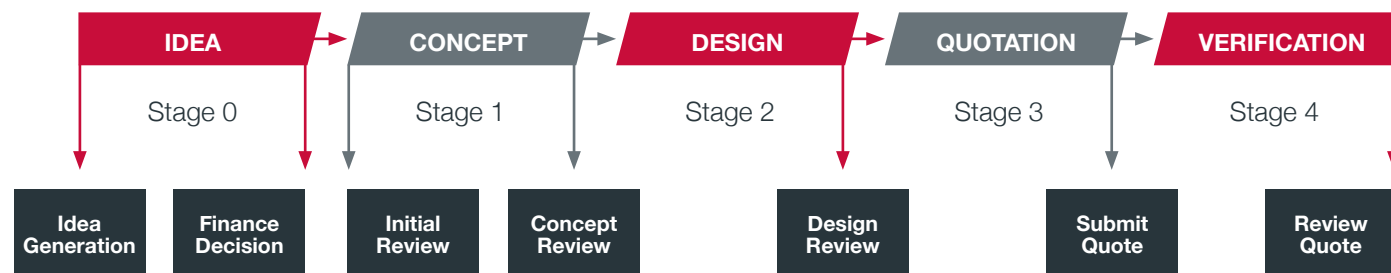 IDEA
CONCEPT
DESIGN
QUOTATION
VERIFICATION
Stage 0
Stage 1
Stage 2
Stage 3
Stage 4
Idea
Generation
Finance
Decision
Initial
Review
Concept
Review
Design
Review
Submit
Quote
Review
Quote